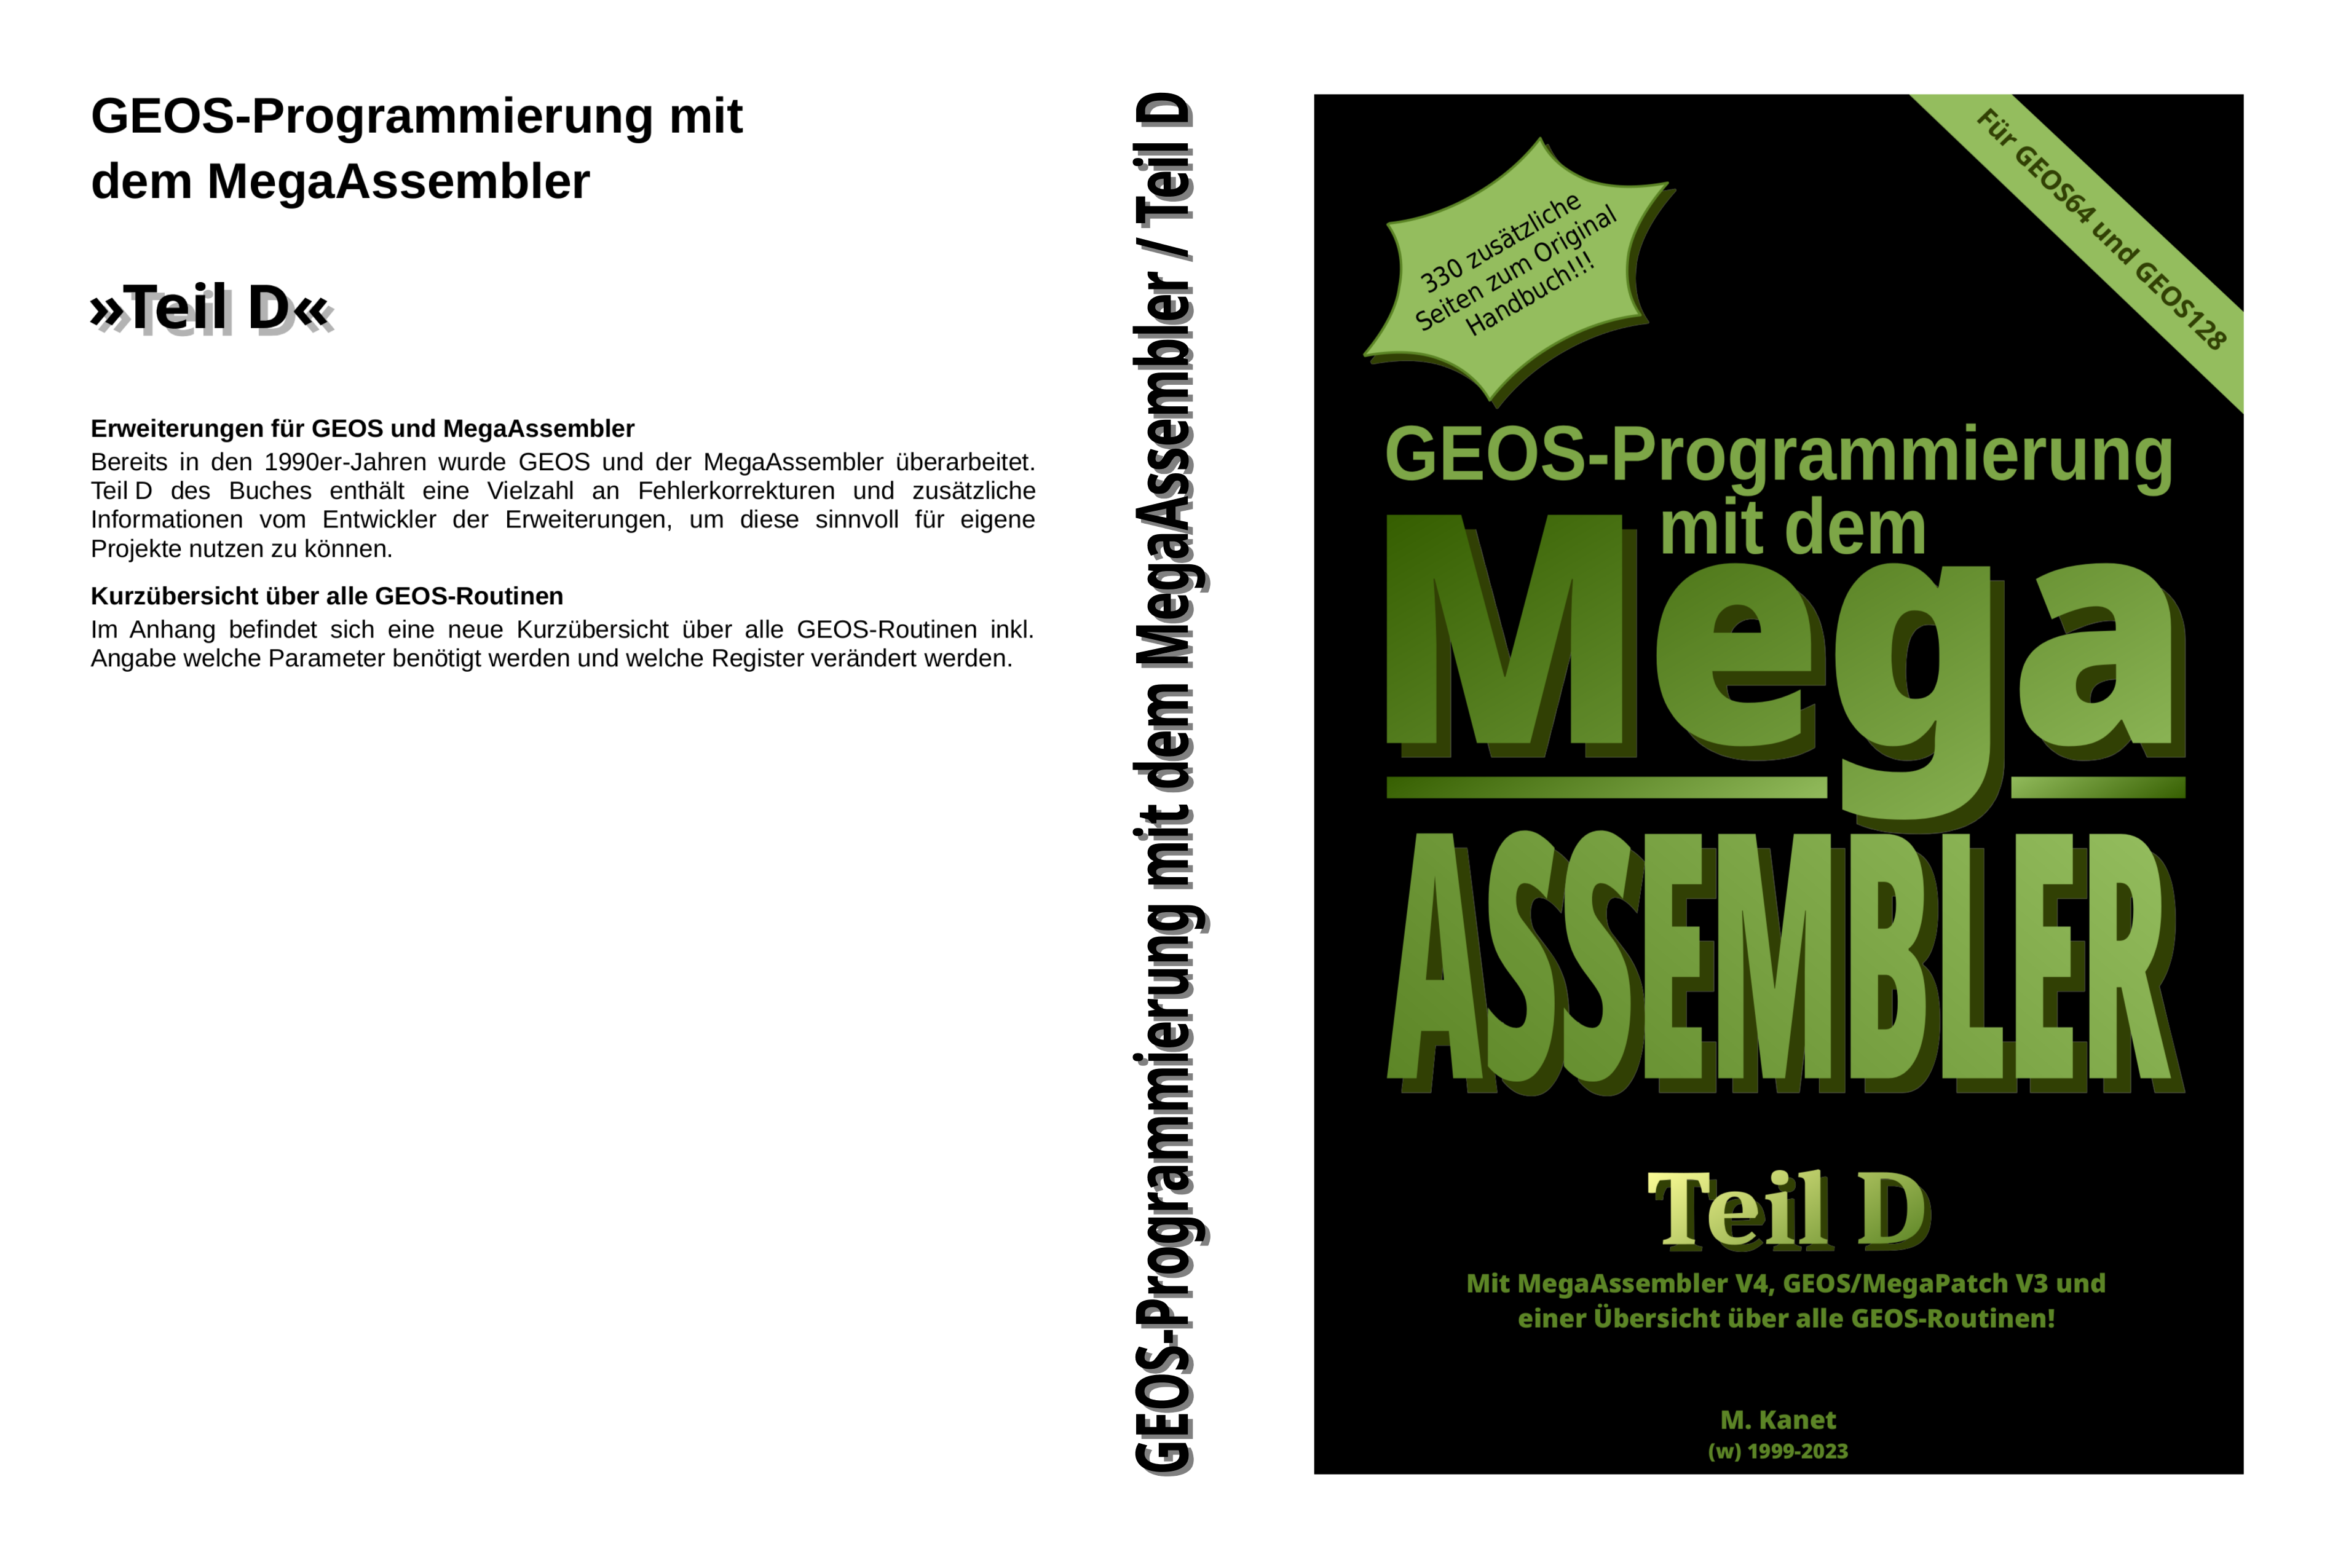 GEOS-Programmierung mit
dem MegaAssembler
»Teil D«
Erweiterungen für GEOS und MegaAssembler
Bereits in den 1990er-Jahren wurde GEOS und der MegaAssembler überarbeitet.
Teil D des Buches enthält eine Vielzahl an Fehlerkorrekturen und zusätzliche
Informationen vom Entwickler der Erweiterungen, um diese sinnvoll für eigene
Projekte nutzen zu können.
Kurzübersicht über alle GEOS-Routinen
Im Anhang befindet sich eine neue Kurzübersicht über alle GEOS-Routinen inkl.
Angabe welche Parameter benötigt werden und welche Register verändert werden.
GEOS-Programmierung mit dem MegaAssembler / Teil D
330 zusätzliche
Seiten zum Original
Handbuch!!!
Für GEOS64 und GEOS128
GEOS-Programmierung
mit dem
Mega
ASSEMBLER
Teil D
Mit MegaAssembler V4, GEOS/MegaPatch V3 und
einer Übersicht über alle GEOS-Routinen!
M. Kanet
(w) 1999-2023